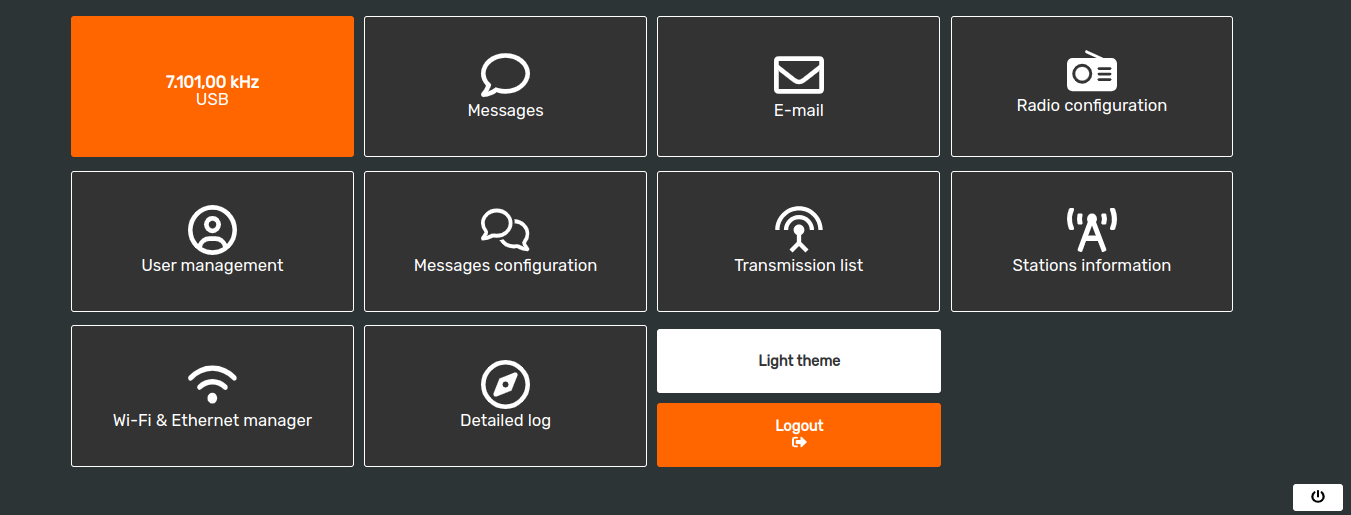 7.101,00 kHz
USB
Messages
E-mail
Radio configuration
User management
Messages configuration
Transmission list
Stations information
Wi-Fi & Ethernet manager
Detailed log
Light theme
Logout